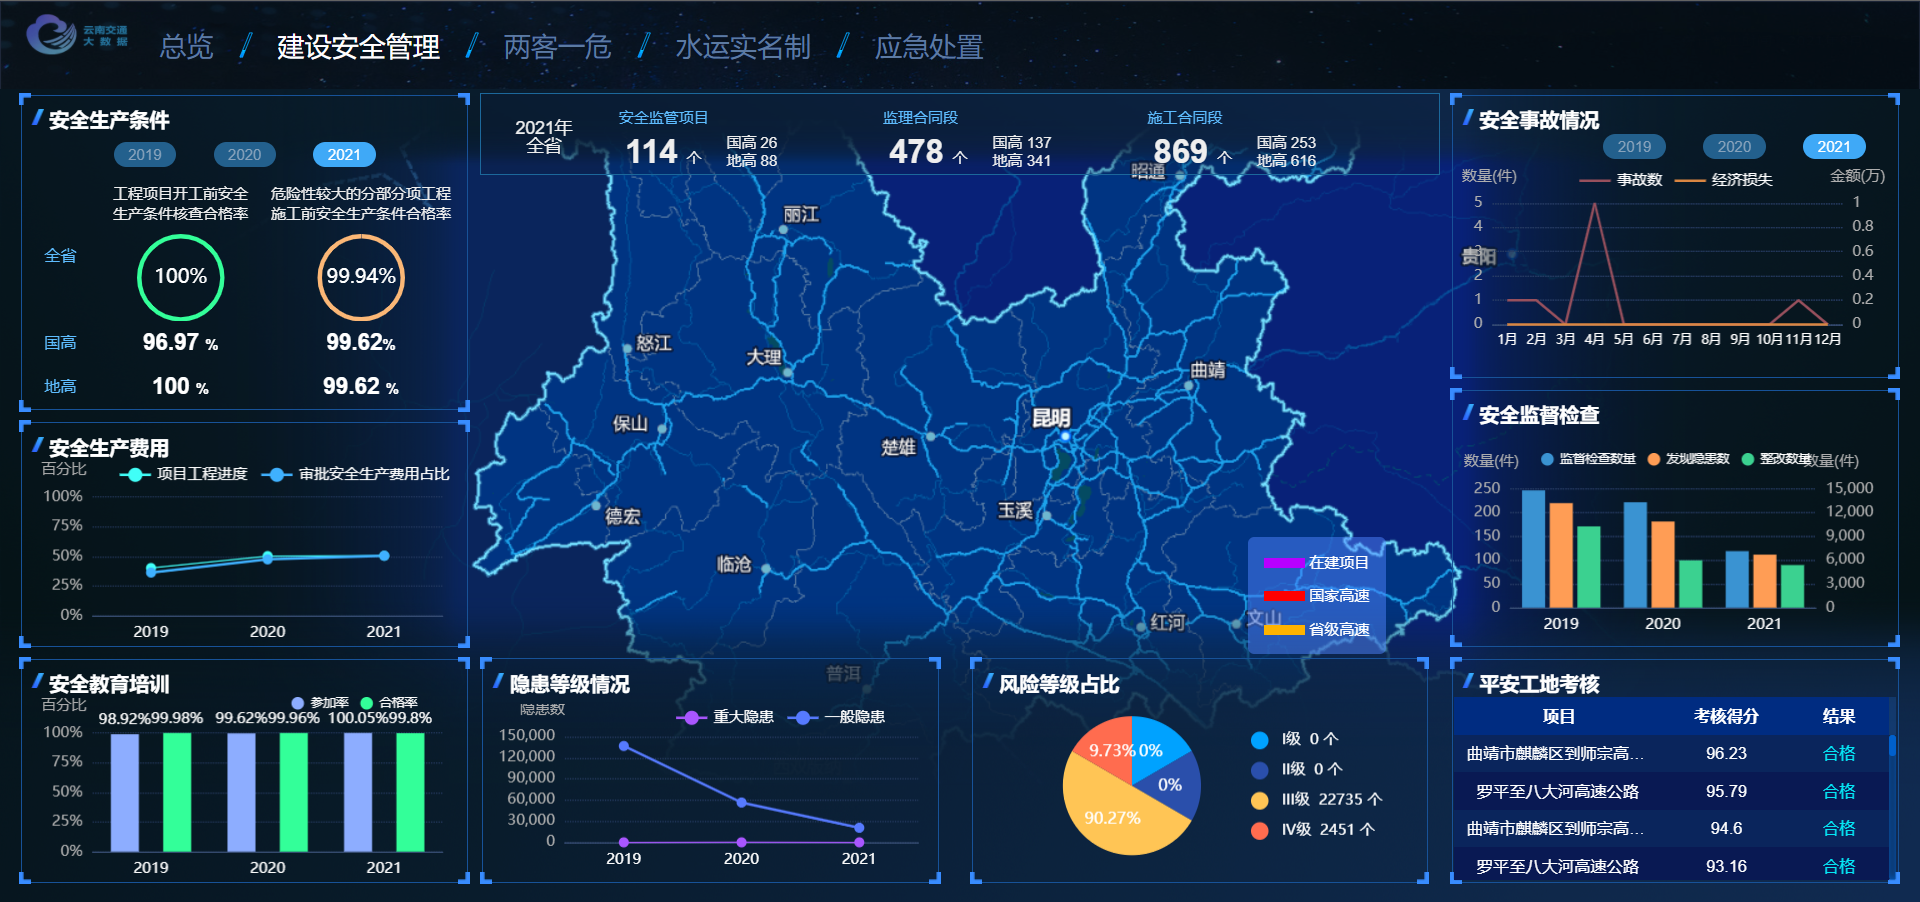 云南交通
大数据
总览 / 建设安全管理 / 两客一危 / 水运实名制 / 应急处置
安全生产条件
2019 2020 2021
工程项目开工前安全
生产条件核查合格率
危险性较大的分部分项工程
施工前安全生产条件合格率
全省 100% 99.94%
国高 96.97 % 99.62%
地高 100 % 99.62 %
安全生产费用
百分比 项目工程进度 审批安全生产费用占比
100%
75%
50%
25%
0%
2019 2020 2021
安全教育培训
百分比 参加率 合格率
98.92% 99.98% 99.62% 99.96% 100.05% 99.8%
100%
75%
50%
25%
0%
2019 2020 2021
2021年
全省
安全监管项目
114 个
国高 26
地高 88
监理合同段
478 个
国高 137
地高 341
施工合同段
869 个
国高 253
地高 616
昭通
丽江
贵阳
怒江
大理
曲靖
保山
昆明
楚雄
德宏
玉溪
临沧
红河
文山
普洱
在建项目
国家高速
省级高速
隐患等级情况
隐患数 重大隐患 一般隐患
150,000
120,000
90,000
60,000
30,000
0
2019 2020 2021
风险等级占比
9.73% 0%
0%
90.27%
I级 0 个
II级 0 个
III级 22735 个
IV级 2451 个
安全事故情况
2019 2020 2021
数量(件) 事故数 经济损失 金额(万)
5 1
4 0.8
3 0.6
2 0.4
1 0.2
0 0
1月 2月 3月 4月 5月 6月 7月 8月 9月 10月 11月 12月
安全监督检查
数量(件) 监督检查数量 发现隐患数 整改数量 数量(件)
250 15,000
200 12,000
150 9,000
100 6,000
50 3,000
0 0
2019 2020 2021
平安工地考核
项目 考核得分 结果
曲靖市麒麟区到师宗高... 96.23 合格
罗平至八大河高速公路 95.79 合格
曲靖市麒麟区到师宗高... 94.6 合格
罗平至八大河高速公路 93.16 合格